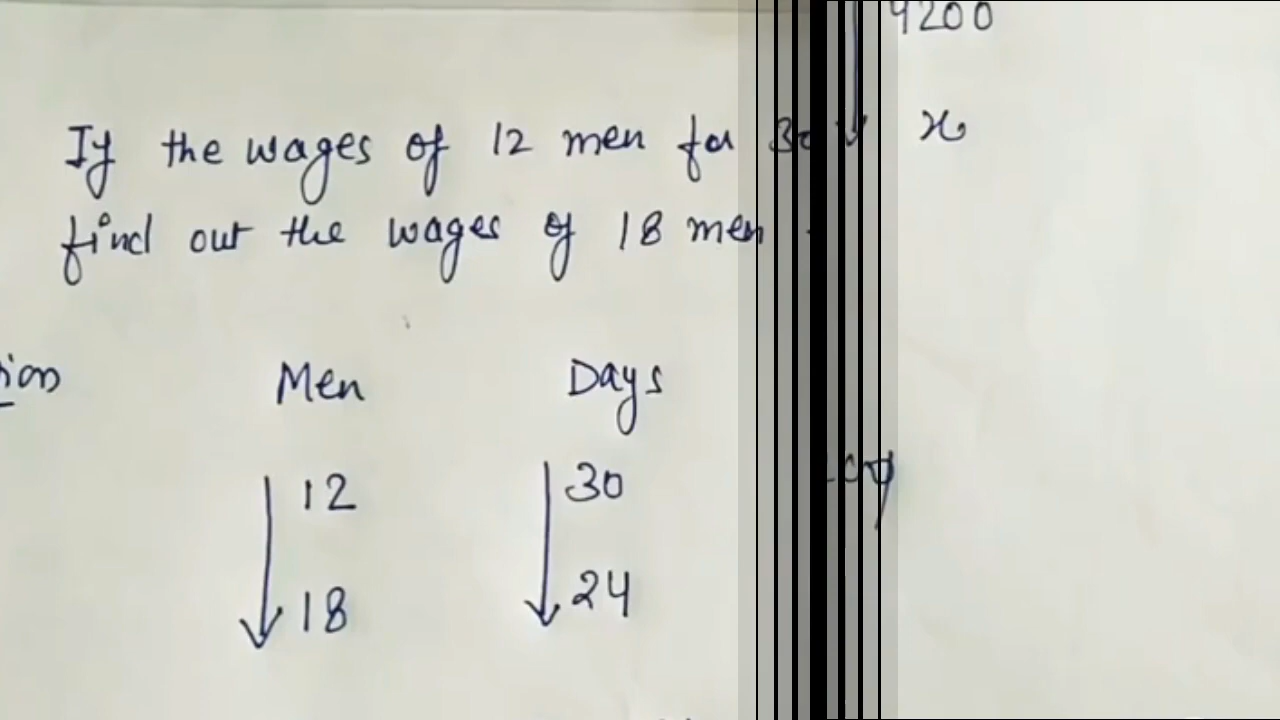 If the wages of 12 men for 30
find out the wages of 18 men
Men Days
12 30
18 24
4200
x